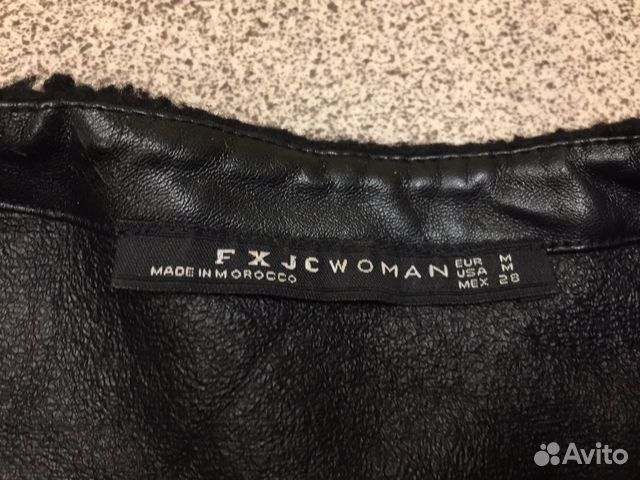 FXJCWOMAN EUR M
MADE IN MOROCCO USA M
MEX 28
Avito